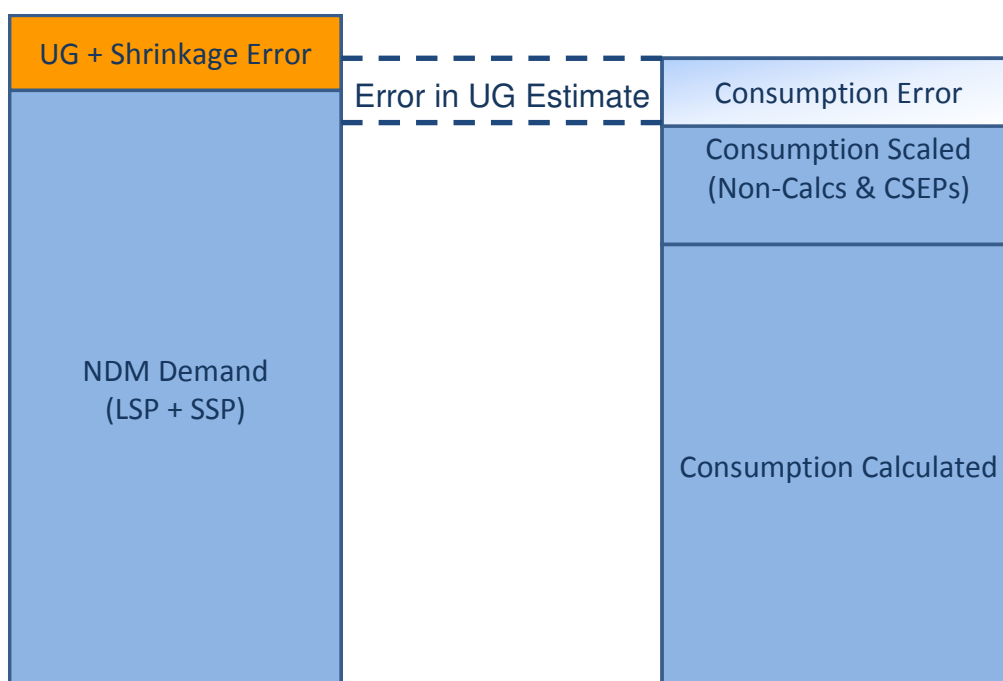 UG + Shrinkage Error
Error in UG Estimate
Consumption Error
Consumption Scaled
(Non-Calcs & CSEPs)
NDM Demand
(LSP + SSP)
Consumption Calculated